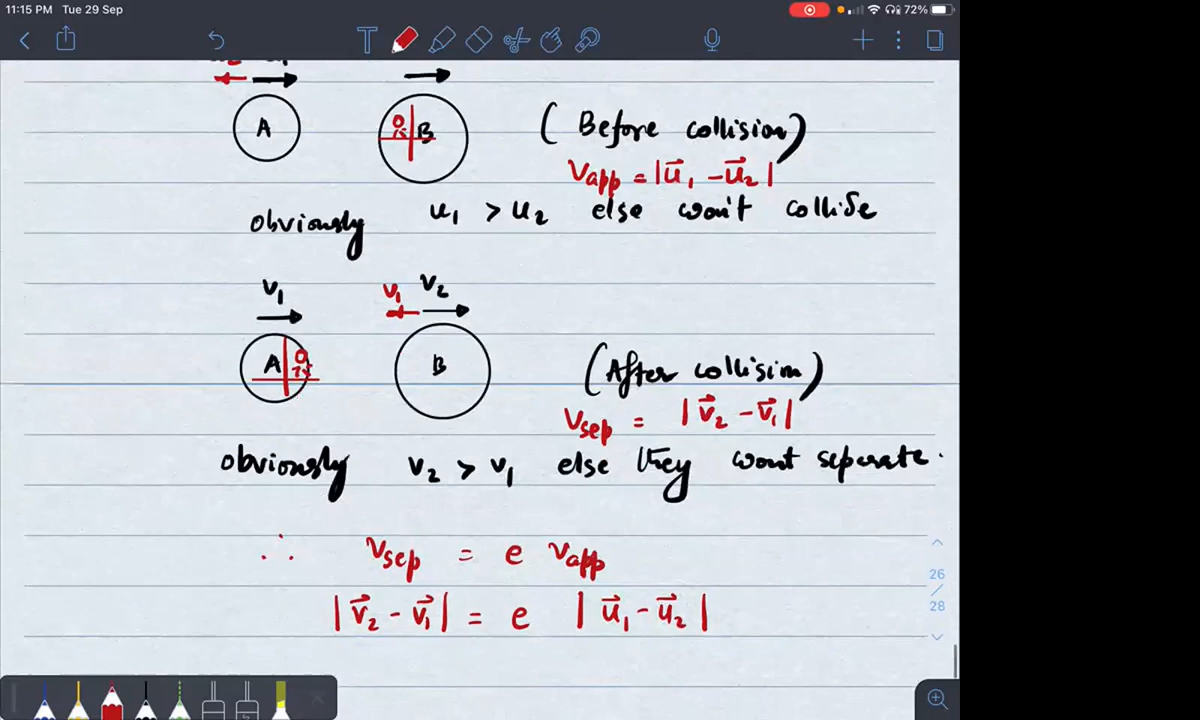 11:15 PM Tue 29 Sep
72%
A
B
(Before collision)
Vapp = |u⃗₁ - u⃗₂|
obviously u₁ > u₂ else won't collide
v₁
v₁ v₂
A
B
(After collision)
Vsep = |v⃗₂ - v⃗₁|
obviously v₂ > v₁ else they wont separate.
∴ Vsep = e Vapp
|v⃗₂ - v⃗₁| = e |u⃗₁ - u⃗₂|
26
/
28